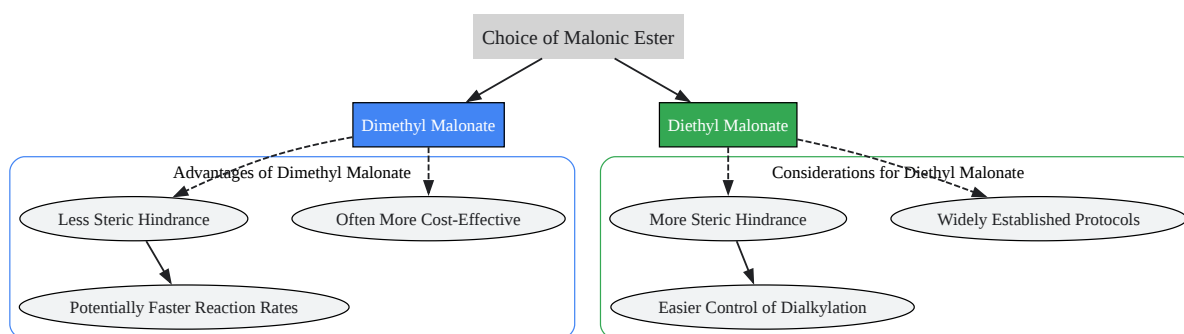 Choice of Malonic Ester
Dimethyl Malonate
Diethyl Malonate
Advantages of Dimethyl Malonate
Considerations for Diethyl Malonate
Less Steric Hindrance
Often More Cost-Effective
More Steric Hindrance
Widely Established Protocols
Potentially Faster Reaction Rates
Easier Control of Dialkylation